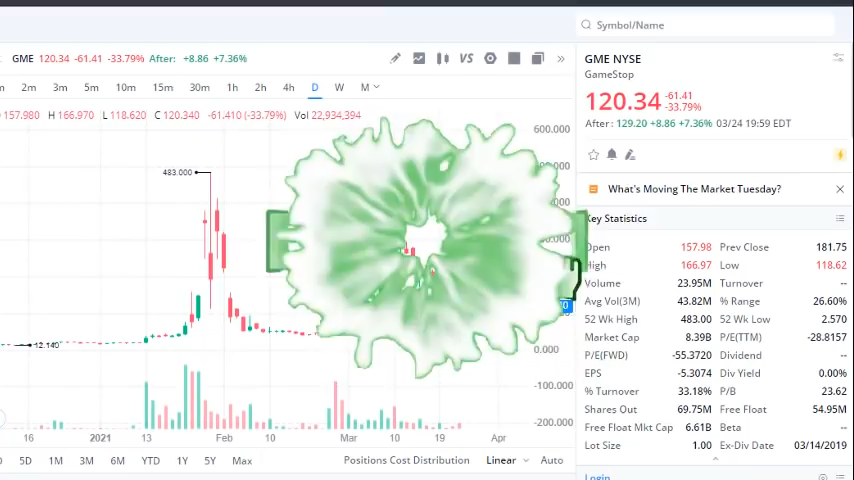 Symbol/Name
GME 120.34 -61.41 -33.79% After: +8.86 +7.36%
GME NYSE
GameStop
m 2m 3m 5m 10m 15m 30m 1h 2h 4h D W M
120.34 -61.41
-33.79%
157.980 H 166.970 L 118.620 C 120.340 -61.410 (-33.79%) Vol 22,934,394
After : 129.20 +8.86 +7.36% 03/24 19:59 EDT
600.000
483.000
12.140
0.000
-100.000
-200.00
16 2021 13 Feb 10 Mar 10 19 Apr
D 5D 1M 3M 6M YTD 1Y 5Y Max Positions Cost Distribution Linear Auto
What's Moving The Market Tuesday?
Key Statistics
Open 157.98 Prev Close 181.75
High 166.97 Low 118.62
Volume 23.95M Turnover --
Avg Vol(3M) 43.82M % Range 26.60%
52 Wk High 483.00 52 Wk Low 2.570
Market Cap 8.39B P/E(TTM) -28.8157
P/E(FWD) -55.3720 Dividend --
EPS -5.3074 Div Yield 0.00%
% Turnover 33.18% P/B 23.62
Shares Out 69.75M Free Float 54.95M
Free Float Mkt Cap 6.61B Beta --
Lot Size 1.00 Ex-Div Date 03/14/2019
Login